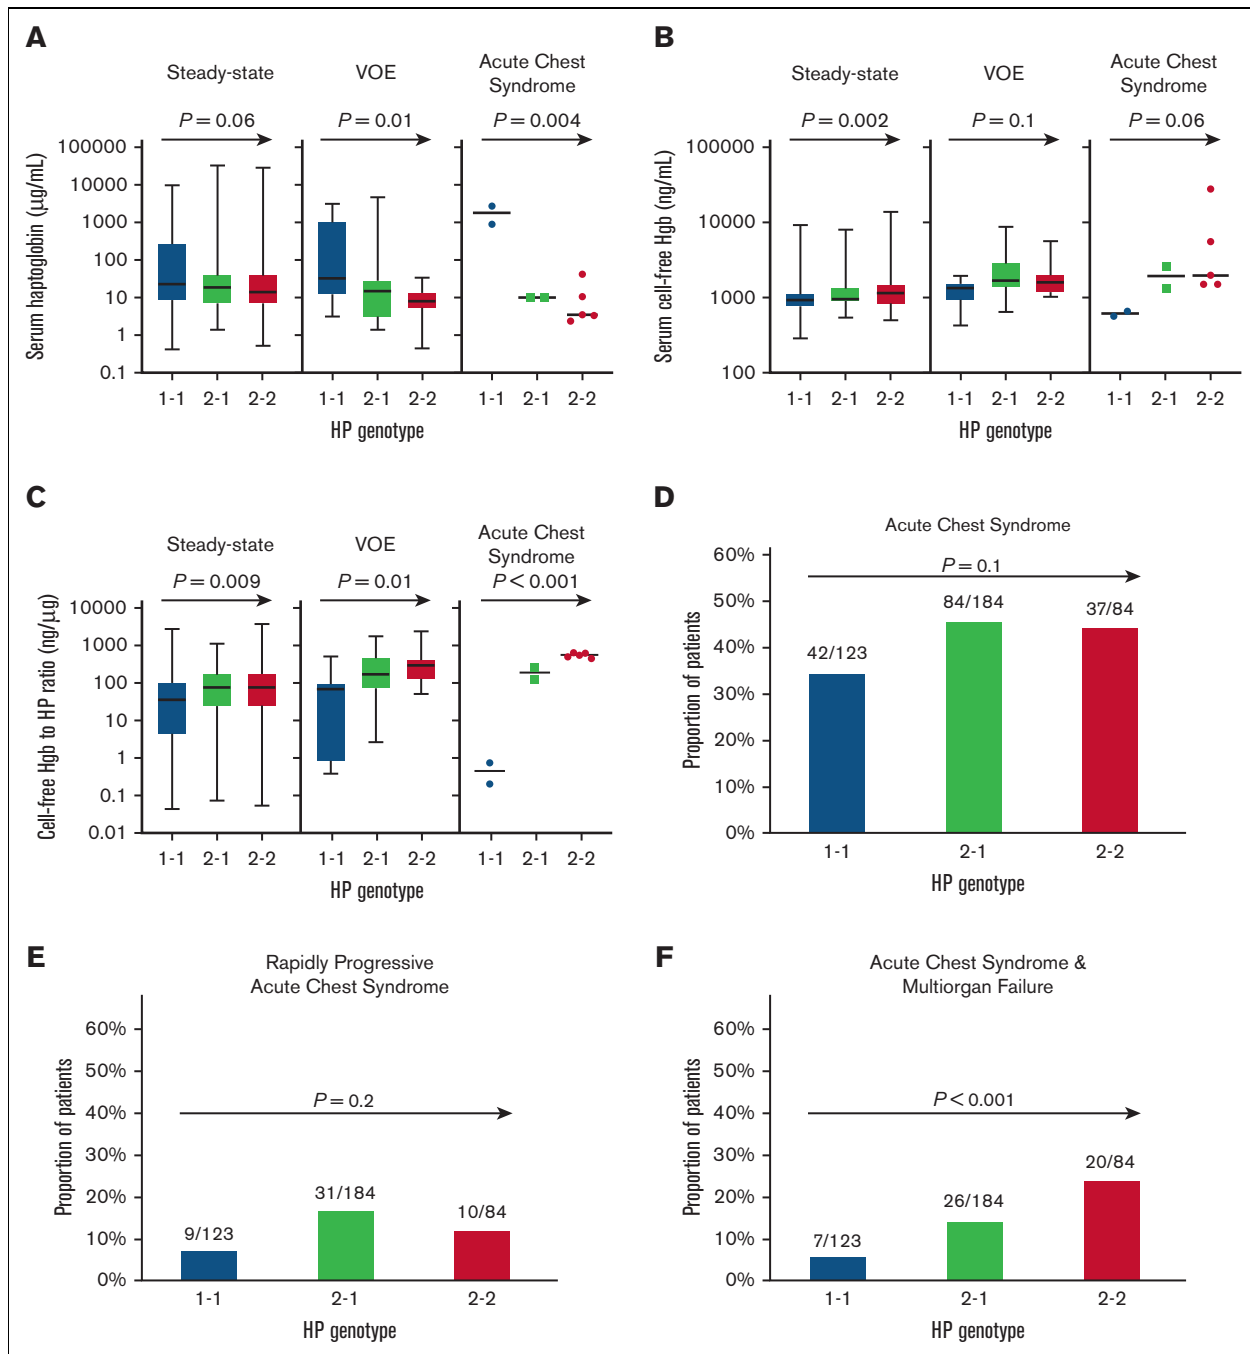 A
Steady-state
VOE
Acute Chest
Syndrome
P = 0.06
P = 0.01
P = 0.004
Serum haptoglobin (μg/mL)
100000
10000
1000
100
10
1
0.1
1-1 2-1 2-2
1-1 2-1 2-2
1-1 2-1 2-2
HP genotype
B
Steady-state
VOE
Acute Chest
Syndrome
P = 0.002
P = 0.1
P = 0.06
Serum cell-free Hgb (ng/mL)
100000
10000
1000
100
1-1 2-1 2-2
1-1 2-1 2-2
1-1 2-1 2-2
HP genotype
C
Steady-state
VOE
Acute Chest
Syndrome
P = 0.009
P = 0.01
P < 0.001
Cell-free Hgb to HP ratio (ng/μg)
10000
1000
100
10
1
0.1
0.01
1-1 2-1 2-2
1-1 2-1 2-2
1-1 2-1 2-2
HP genotype
D
Acute Chest Syndrome
P = 0.1
Proportion of patients
60%
50%
40%
30%
20%
10%
0%
42/123
84/184
37/84
1-1 2-1 2-2
HP genotype
E
Rapidly Progressive
Acute Chest Syndrome
P = 0.2
Proportion of patients
60%
50%
40%
30%
20%
10%
0%
9/123
31/184
10/84
1-1 2-1 2-2
HP genotype
F
Acute Chest Syndrome &
Multiorgan Failure
P < 0.001
Proportion of patients
60%
50%
40%
30%
20%
10%
0%
7/123
26/184
20/84
1-1 2-1 2-2
HP genotype